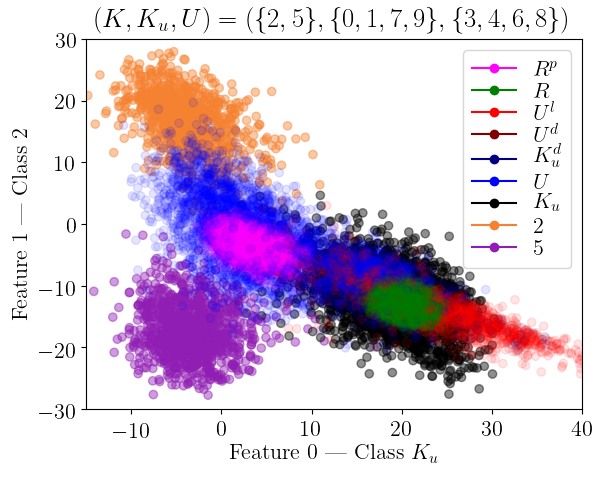 (K, K_u, U) = ({2, 5}, {0, 1, 7, 9}, {3, 4, 6, 8})
30
20
10
0
−10
−20
−30
Feature 1 — Class 2
R^p
R
U^l
U^d
K_u^d
U
K_u
2
5
−10
0
10
20
30
40
Feature 0 — Class K_u